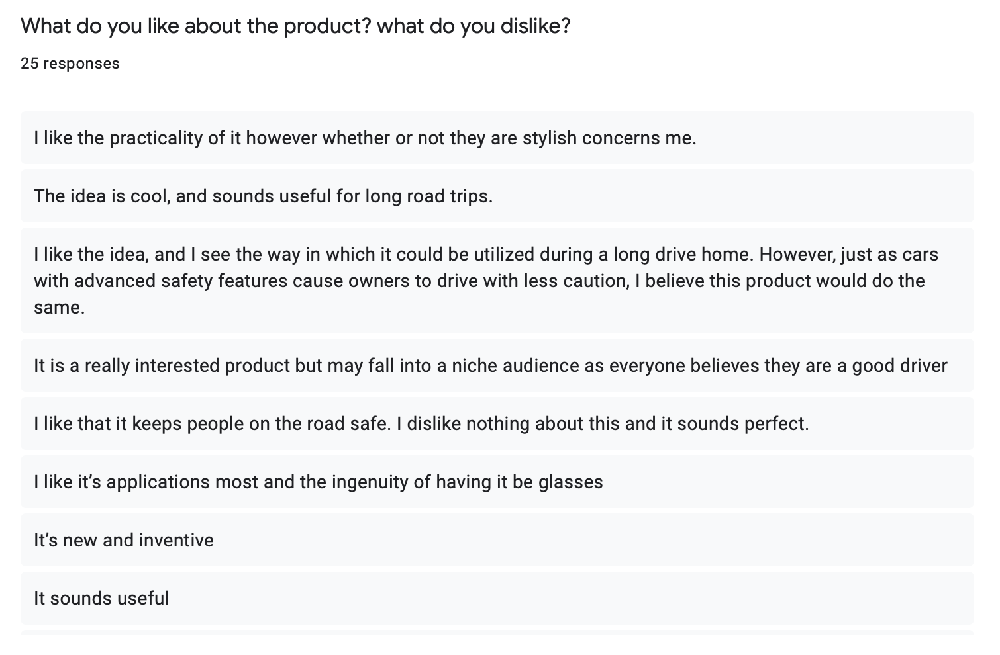 What do you like about the product? what do you dislike?
25 responses
I like the practicality of it however whether or not they are stylish concerns me.
The idea is cool, and sounds useful for long road trips.
I like the idea, and I see the way in which it could be utilized during a long drive home. However, just as cars
with advanced safety features cause owners to drive with less caution, I believe this product would do the
same.
It is a really interested product but may fall into a niche audience as everyone believes they are a good driver
I like that it keeps people on the road safe. I dislike nothing about this and it sounds perfect.
I like it’s applications most and the ingenuity of having it be glasses
It’s new and inventive
It sounds useful